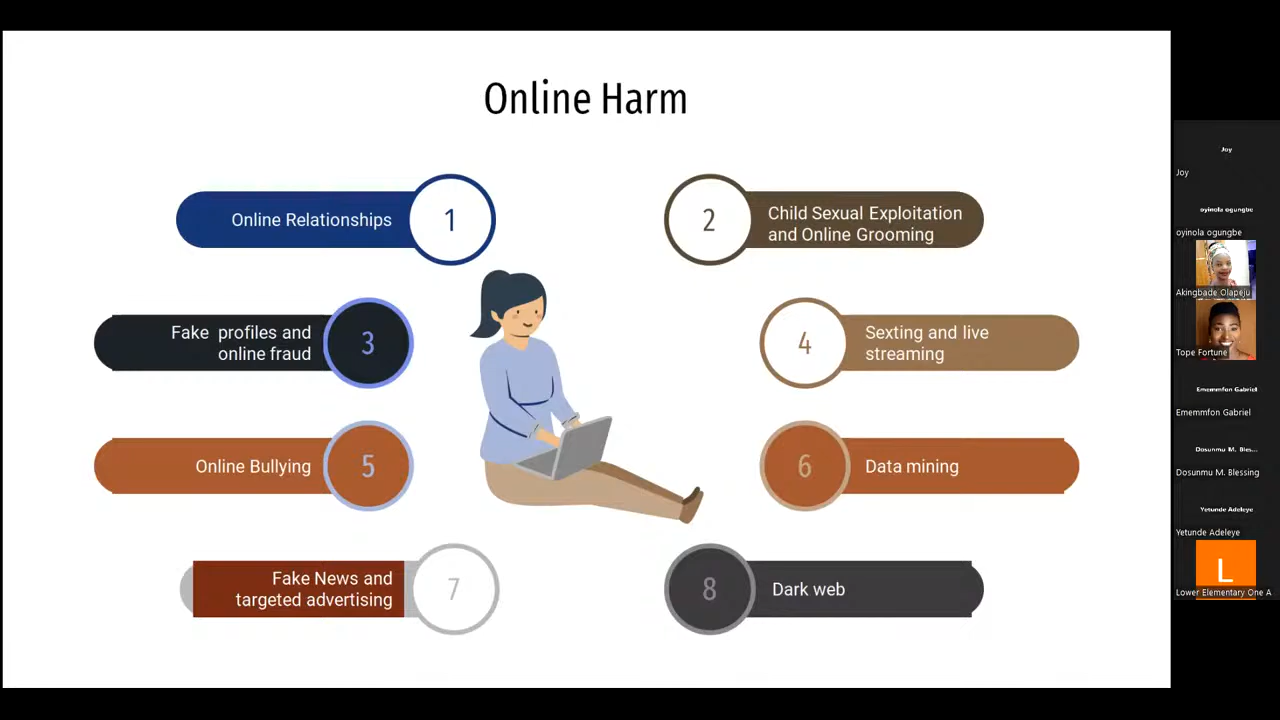 Online Harm
Online Relationships
1
2
Child Sexual Exploitation
and Online Grooming
Fake profiles and
online fraud
3
4
Sexting and live
streaming
Online Bullying
5
6
Data mining
Fake News and
targeted advertising
7
8
Dark web
Joy
Joy
oyinola ogungbe
oyinola ogungbe
Akingbade Olapeju
Tope Fortune
Ememmfon Gabriel
Ememmfon Gabriel
Dosunmu M. Bles...
Dosunmu M. Blessing
Yetunde Adeleye
Yetunde Adeleye
L
Lower Elementary One A